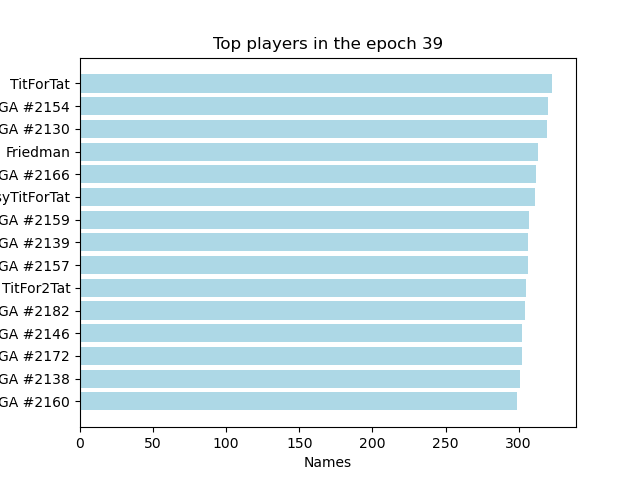 Top players in the epoch 39
TitForTat
GA #2154
GA #2130
Friedman
GA #2166
syTitForTat
GA #2159
GA #2139
GA #2157
TitFor2Tat
GA #2182
GA #2146
GA #2172
GA #2138
GA #2160
0 50 100 150 200 250 300
Names